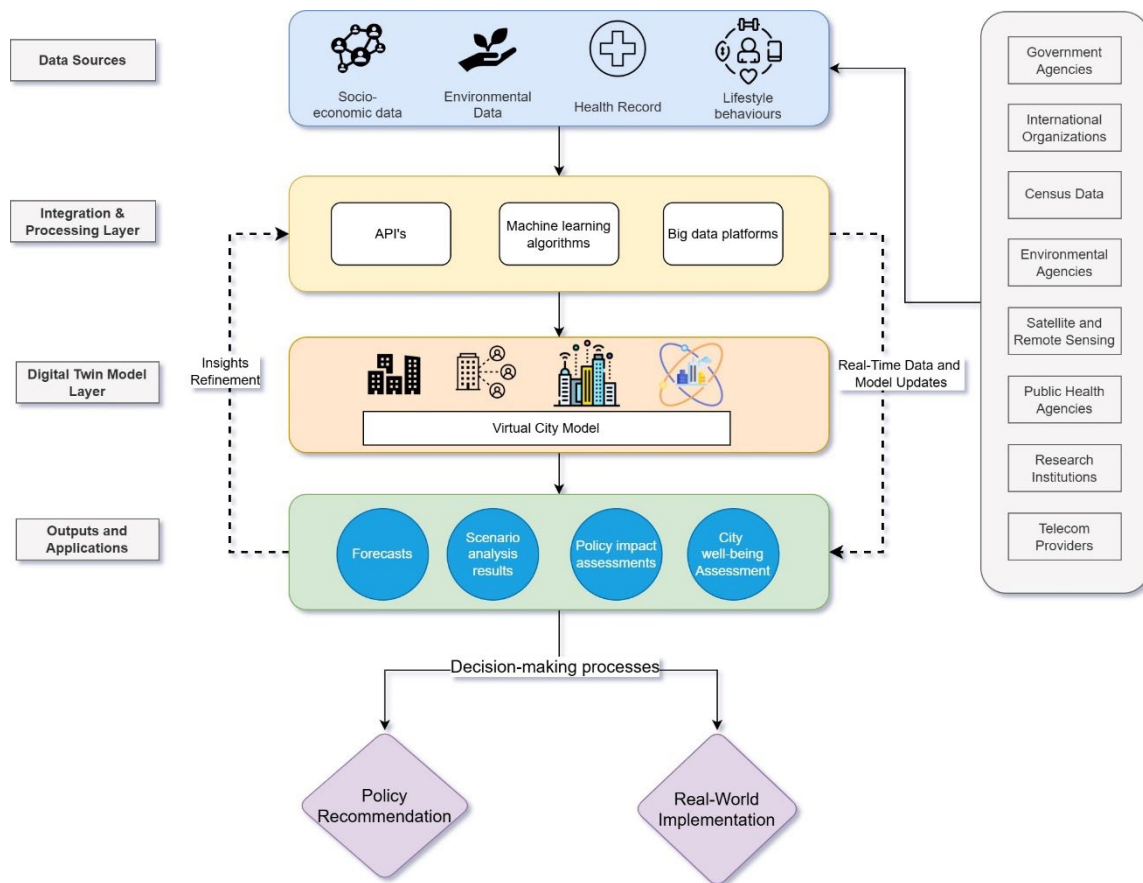 Data Sources
Socio-
economic data
Environmental
Data
Health Record
Lifestyle
behaviours
Government
Agencies
International
Organizations
Census Data
Environmental
Agencies
Satellite and
Remote Sensing
Public Health
Agencies
Research
Institutions
Telecom
Providers
Integration &
Processing Layer
API's
Machine learning
algorithms
Big data platforms
Insights
Refinement
Real-Time Data and
Model Updates
Digital Twin Model
Layer
Virtual City Model
Outputs and
Applications
Forecasts
Scenario
analysis
results
Policy impact
assessments
City
well-being
Assessment
Decision-making processes
Policy
Recommendation
Real-World
Implementation